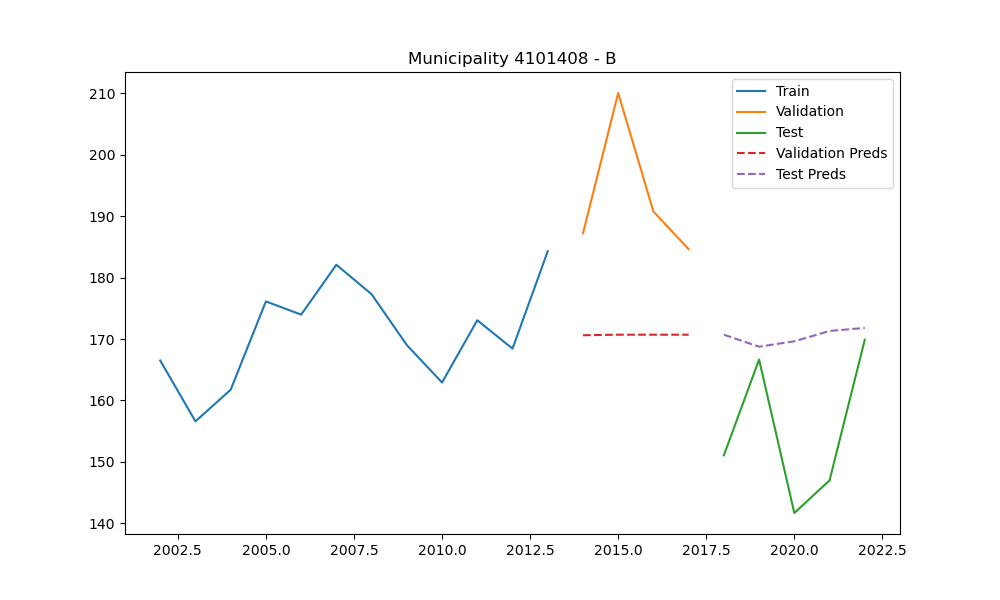 Municipality 4101408 - B
210
200
190
180
170
160
150
140
Train
Validation
Test
Validation Preds
Test Preds
2002.5 2005.0 2007.5 2010.0 2012.5 2015.0 2017.5 2020.0 2022.5